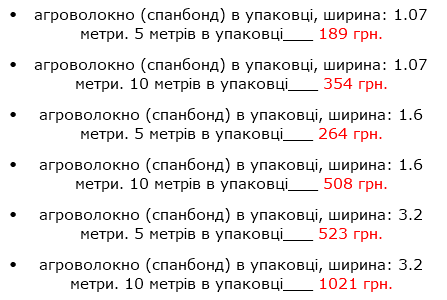 • агроволокно (спанбонд) в упаковці, ширина: 1.07
метри. 5 метрів в упаковці___ 189 грн.
• агроволокно (спанбонд) в упаковці, ширина: 1.07
метри. 10 метрів в упаковці___ 354 грн.
• агроволокно (спанбонд) в упаковці, ширина: 1.6
метри. 5 метрів в упаковці___ 264 грн.
• агроволокно (спанбонд) в упаковці, ширина: 1.6
метри. 10 метрів в упаковці___ 508 грн.
• агроволокно (спанбонд) в упаковці, ширина: 3.2
метри. 5 метрів в упаковці___ 523 грн.
• агроволокно (спанбонд) в упаковці, ширина: 3.2
метри. 10 метрів в упаковці___ 1021 грн.